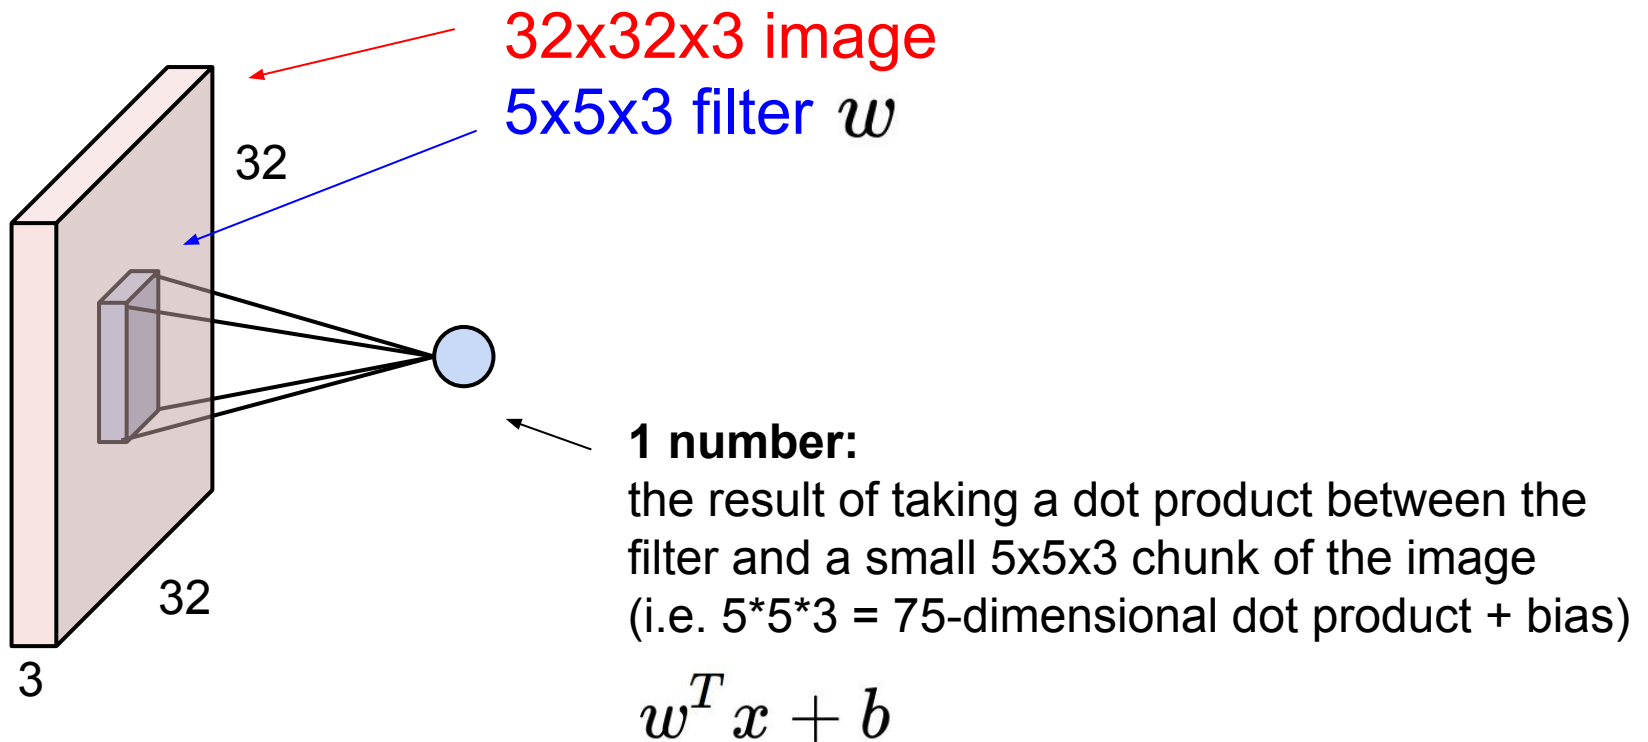 32x32x3 image
5x5x3 filter w
32
32
3
1 number:
the result of taking a dot product between the
filter and a small 5x5x3 chunk of the image
(i.e. 5*5*3 = 75-dimensional dot product + bias)
w^T x + b